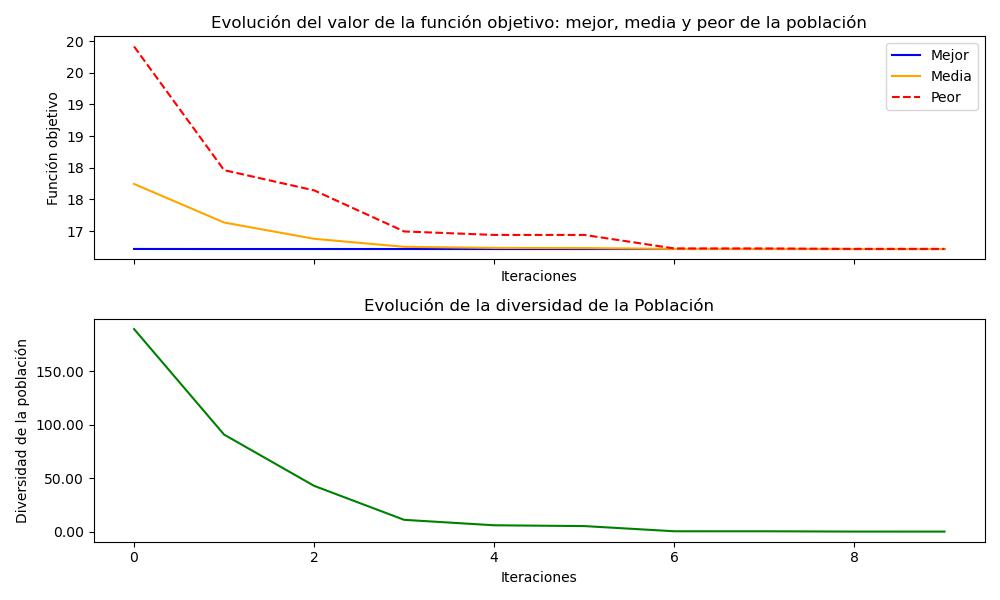 Evolución del valor de la función objetivo: mejor, media y peor de la población
Función objetivo
20
20
19
19
18
18
17
Mejor
Media
Peor
Iteraciones
Evolución de la diversidad de la Población
Diversidad de la población
150.00
100.00
50.00
0.00
0 2 4 6 8
Iteraciones